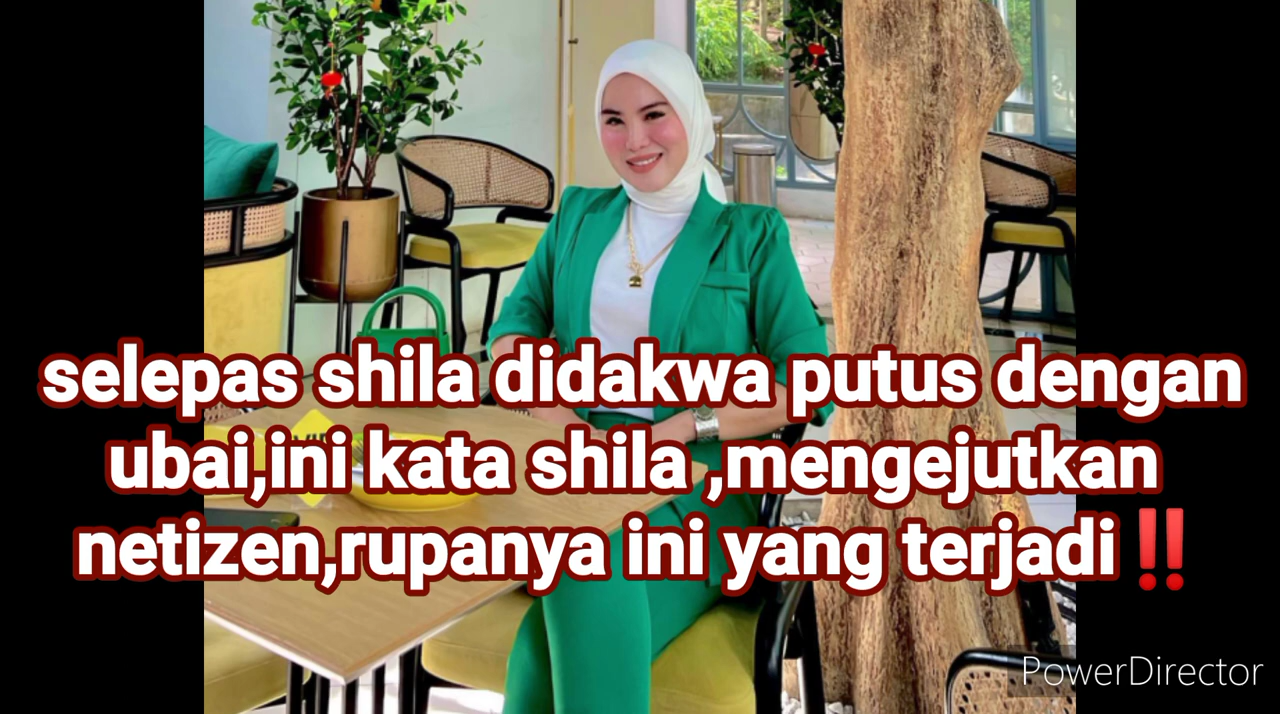 selepas shila didakwa putus dengan
ubai,ini kata shila ,mengejutkan
netizen,rupanya ini yang terjadi‼️
PowerDirector